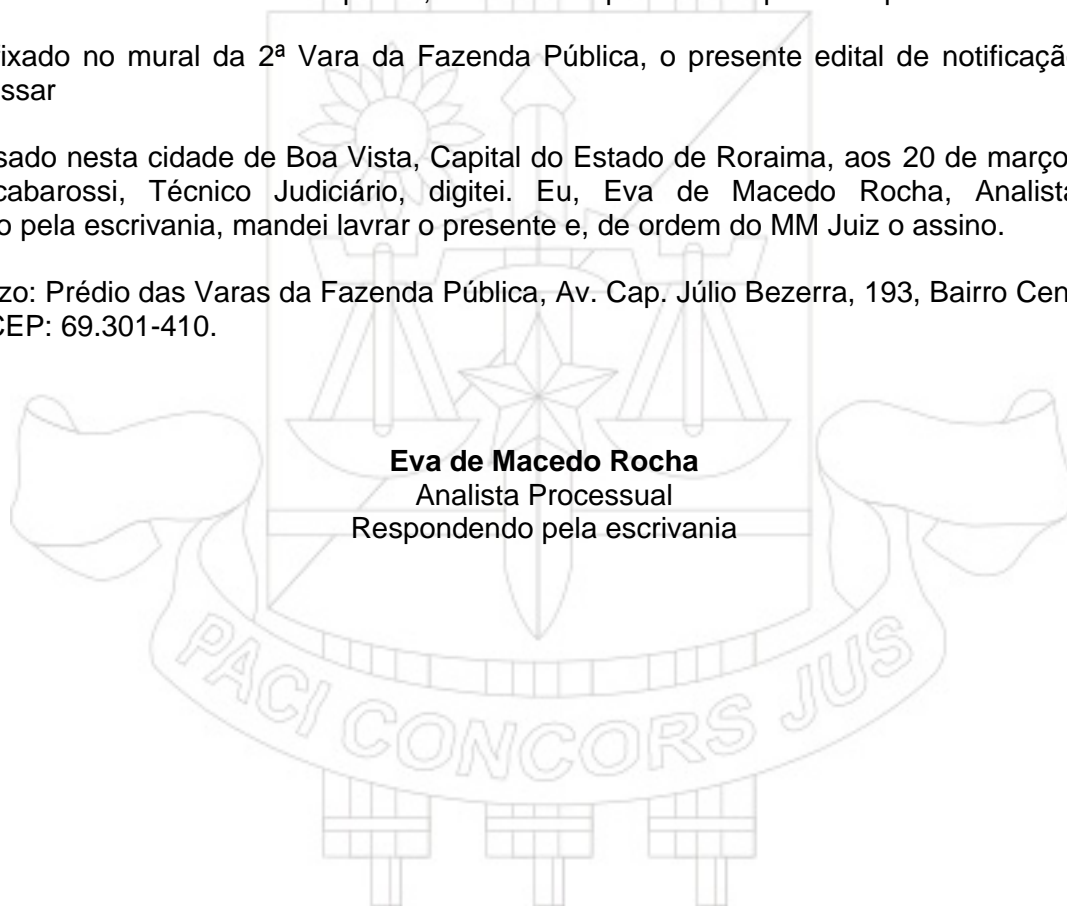 ixado no mural da 2ª Vara da Fazenda Pública, o presente edital de notificação
ssar
sado nesta cidade de Boa Vista, Capital do Estado de Roraima, aos 20 de março
cabarossi, Técnico Judiciário, digitei. Eu, Eva de Macedo Rocha, Analista
o pela escrivania, mandei lavrar o presente e, de ordem do MM Juiz o assino.
zo: Prédio das Varas da Fazenda Pública, Av. Cap. Júlio Bezerra, 193, Bairro Cen
CEP: 69.301-410.
Eva de Macedo Rocha
Analista Processual
Respondendo pela escrivania
PACI CONCORS JUS